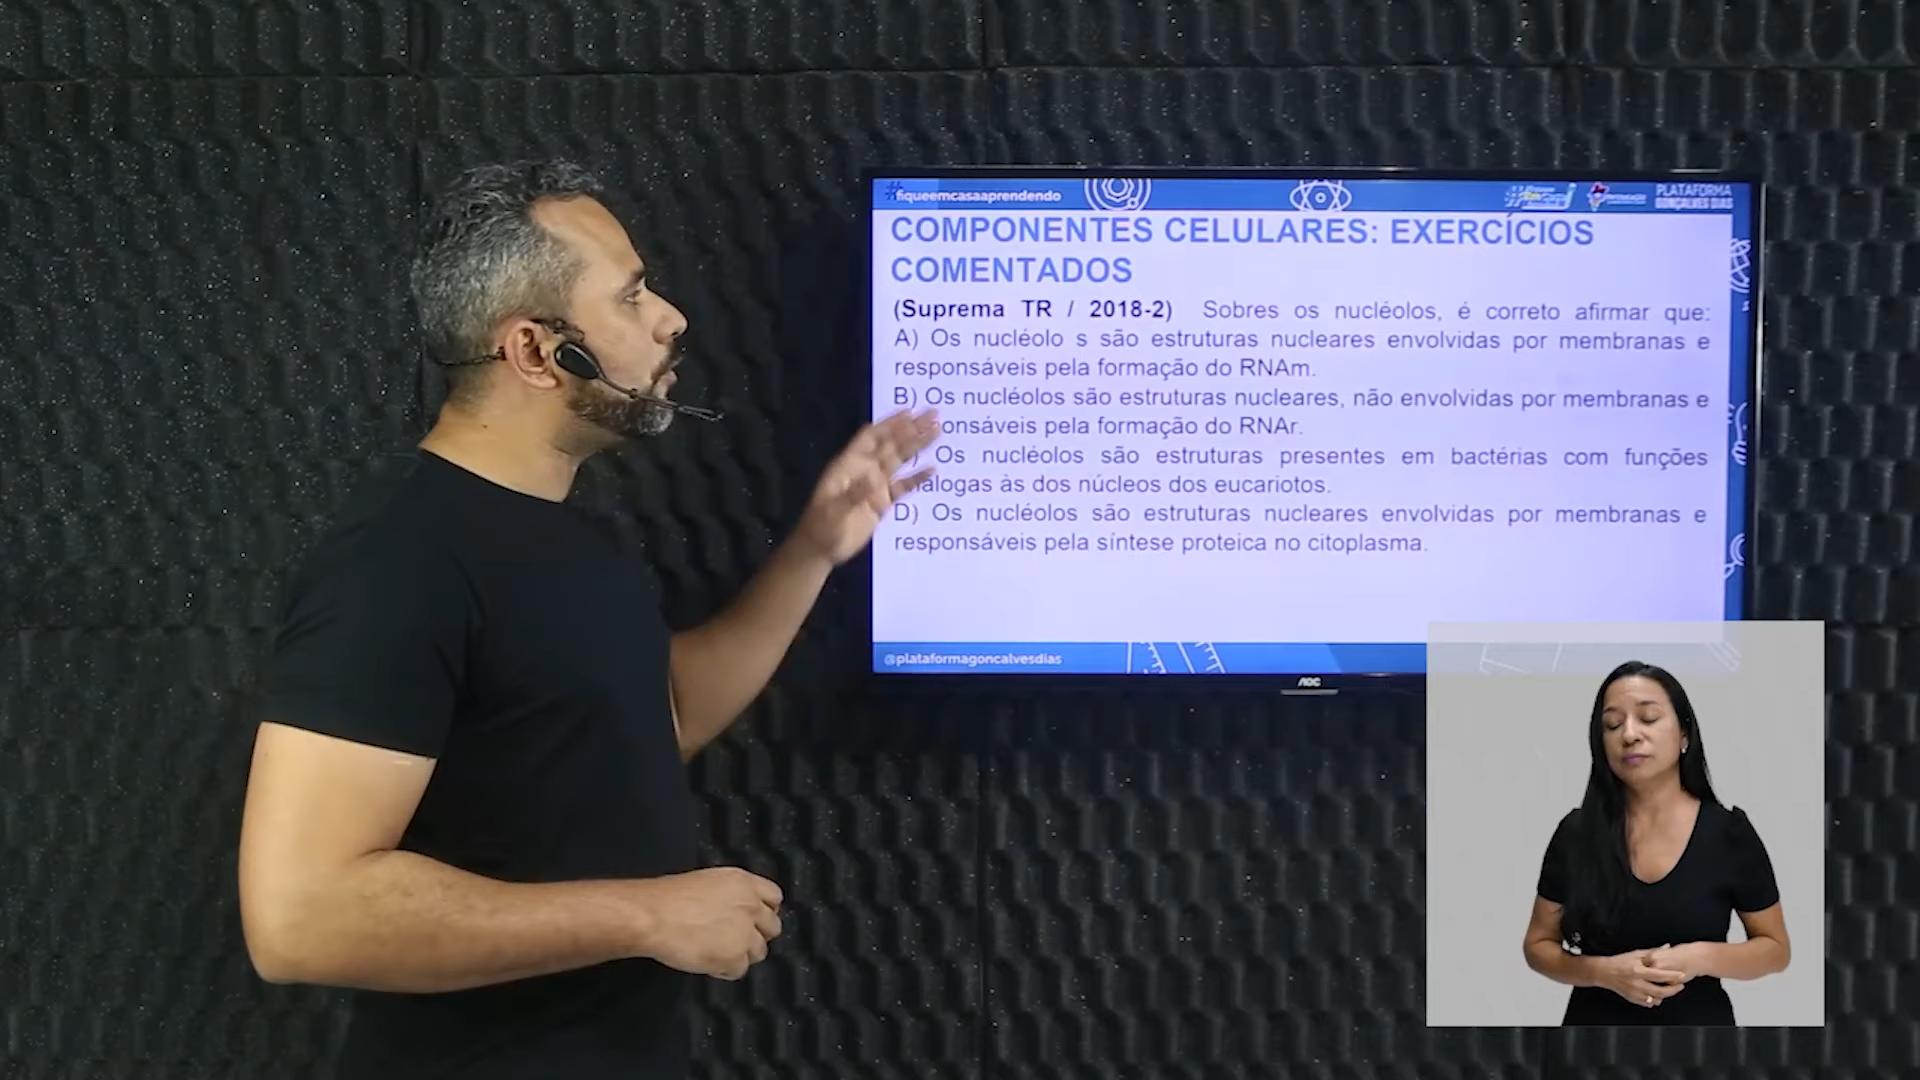 #fiqueemcasaaprendendo
PLATAFORMA
GONÇALVES DIAS
COMPONENTES CELULARES: EXERCÍCIOS
COMENTADOS
(Suprema TR / 2018-2) Sobres os nucléolos, é correto afirmar que:
A) Os nucléolo s são estruturas nucleares envolvidas por membranas e
responsáveis pela formação do RNAm.
B) Os nucléolos são estruturas nucleares, não envolvidas por membranas e
ponsáveis pela formação do RNAr.
) Os nucléolos são estruturas presentes em bactérias com funções
álogas às dos núcleos dos eucariotos.
D) Os nucléolos são estruturas nucleares envolvidas por membranas e
responsáveis pela síntese proteica no citoplasma.
@plataformagoncalvesdias
AOC